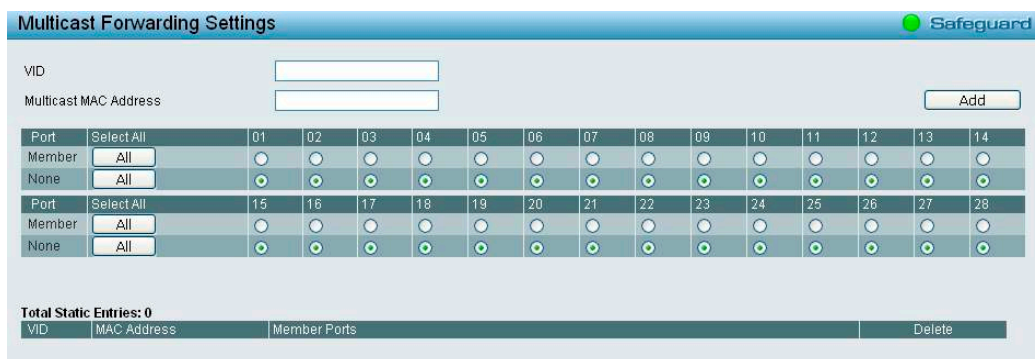 Multicast Forwarding Settings Safeguard
VID
Multicast MAC Address Add
Port Select All 01 02 03 04 05 06 07 08 09 10 11 12 13 14
Member All
None All
Port Select All 15 16 17 18 19 20 21 22 23 24 25 26 27 28
Member All
None All
Total Static Entries: 0
VID MAC Address Member Ports Delete